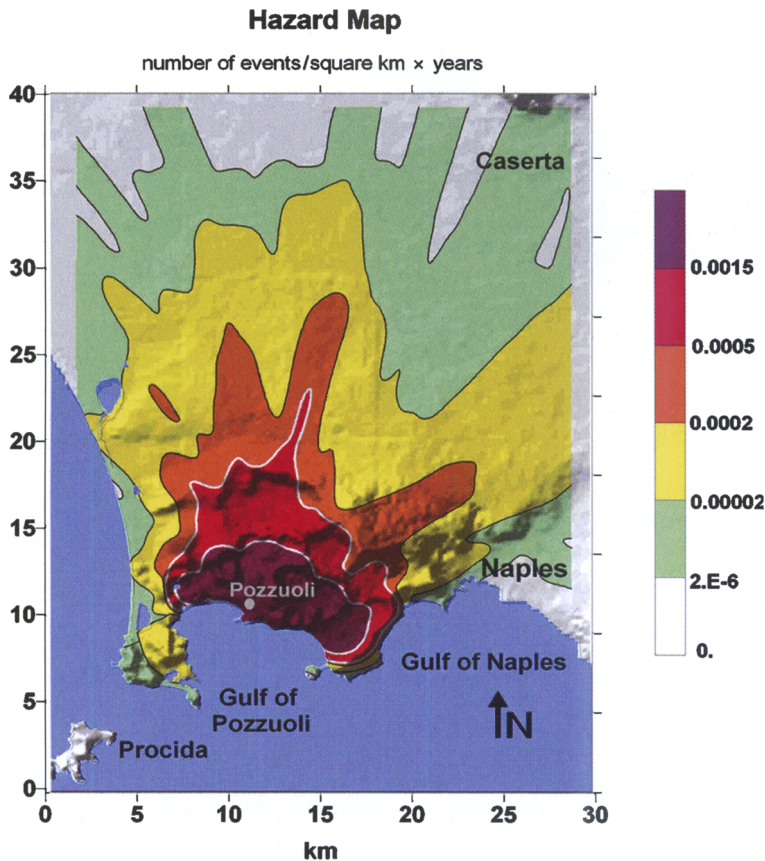 Hazard Map
number of events/square km × years
40
35
30
25
20
15
10
5
0
Caserta
Pozzuoli
Naples
Gulf of Naples
Gulf of
Pozzuoli
N
Procida
0 5 10 15 20 25 30
km
0.0015
0.0005
0.0002
0.00002
2.E-6
0.